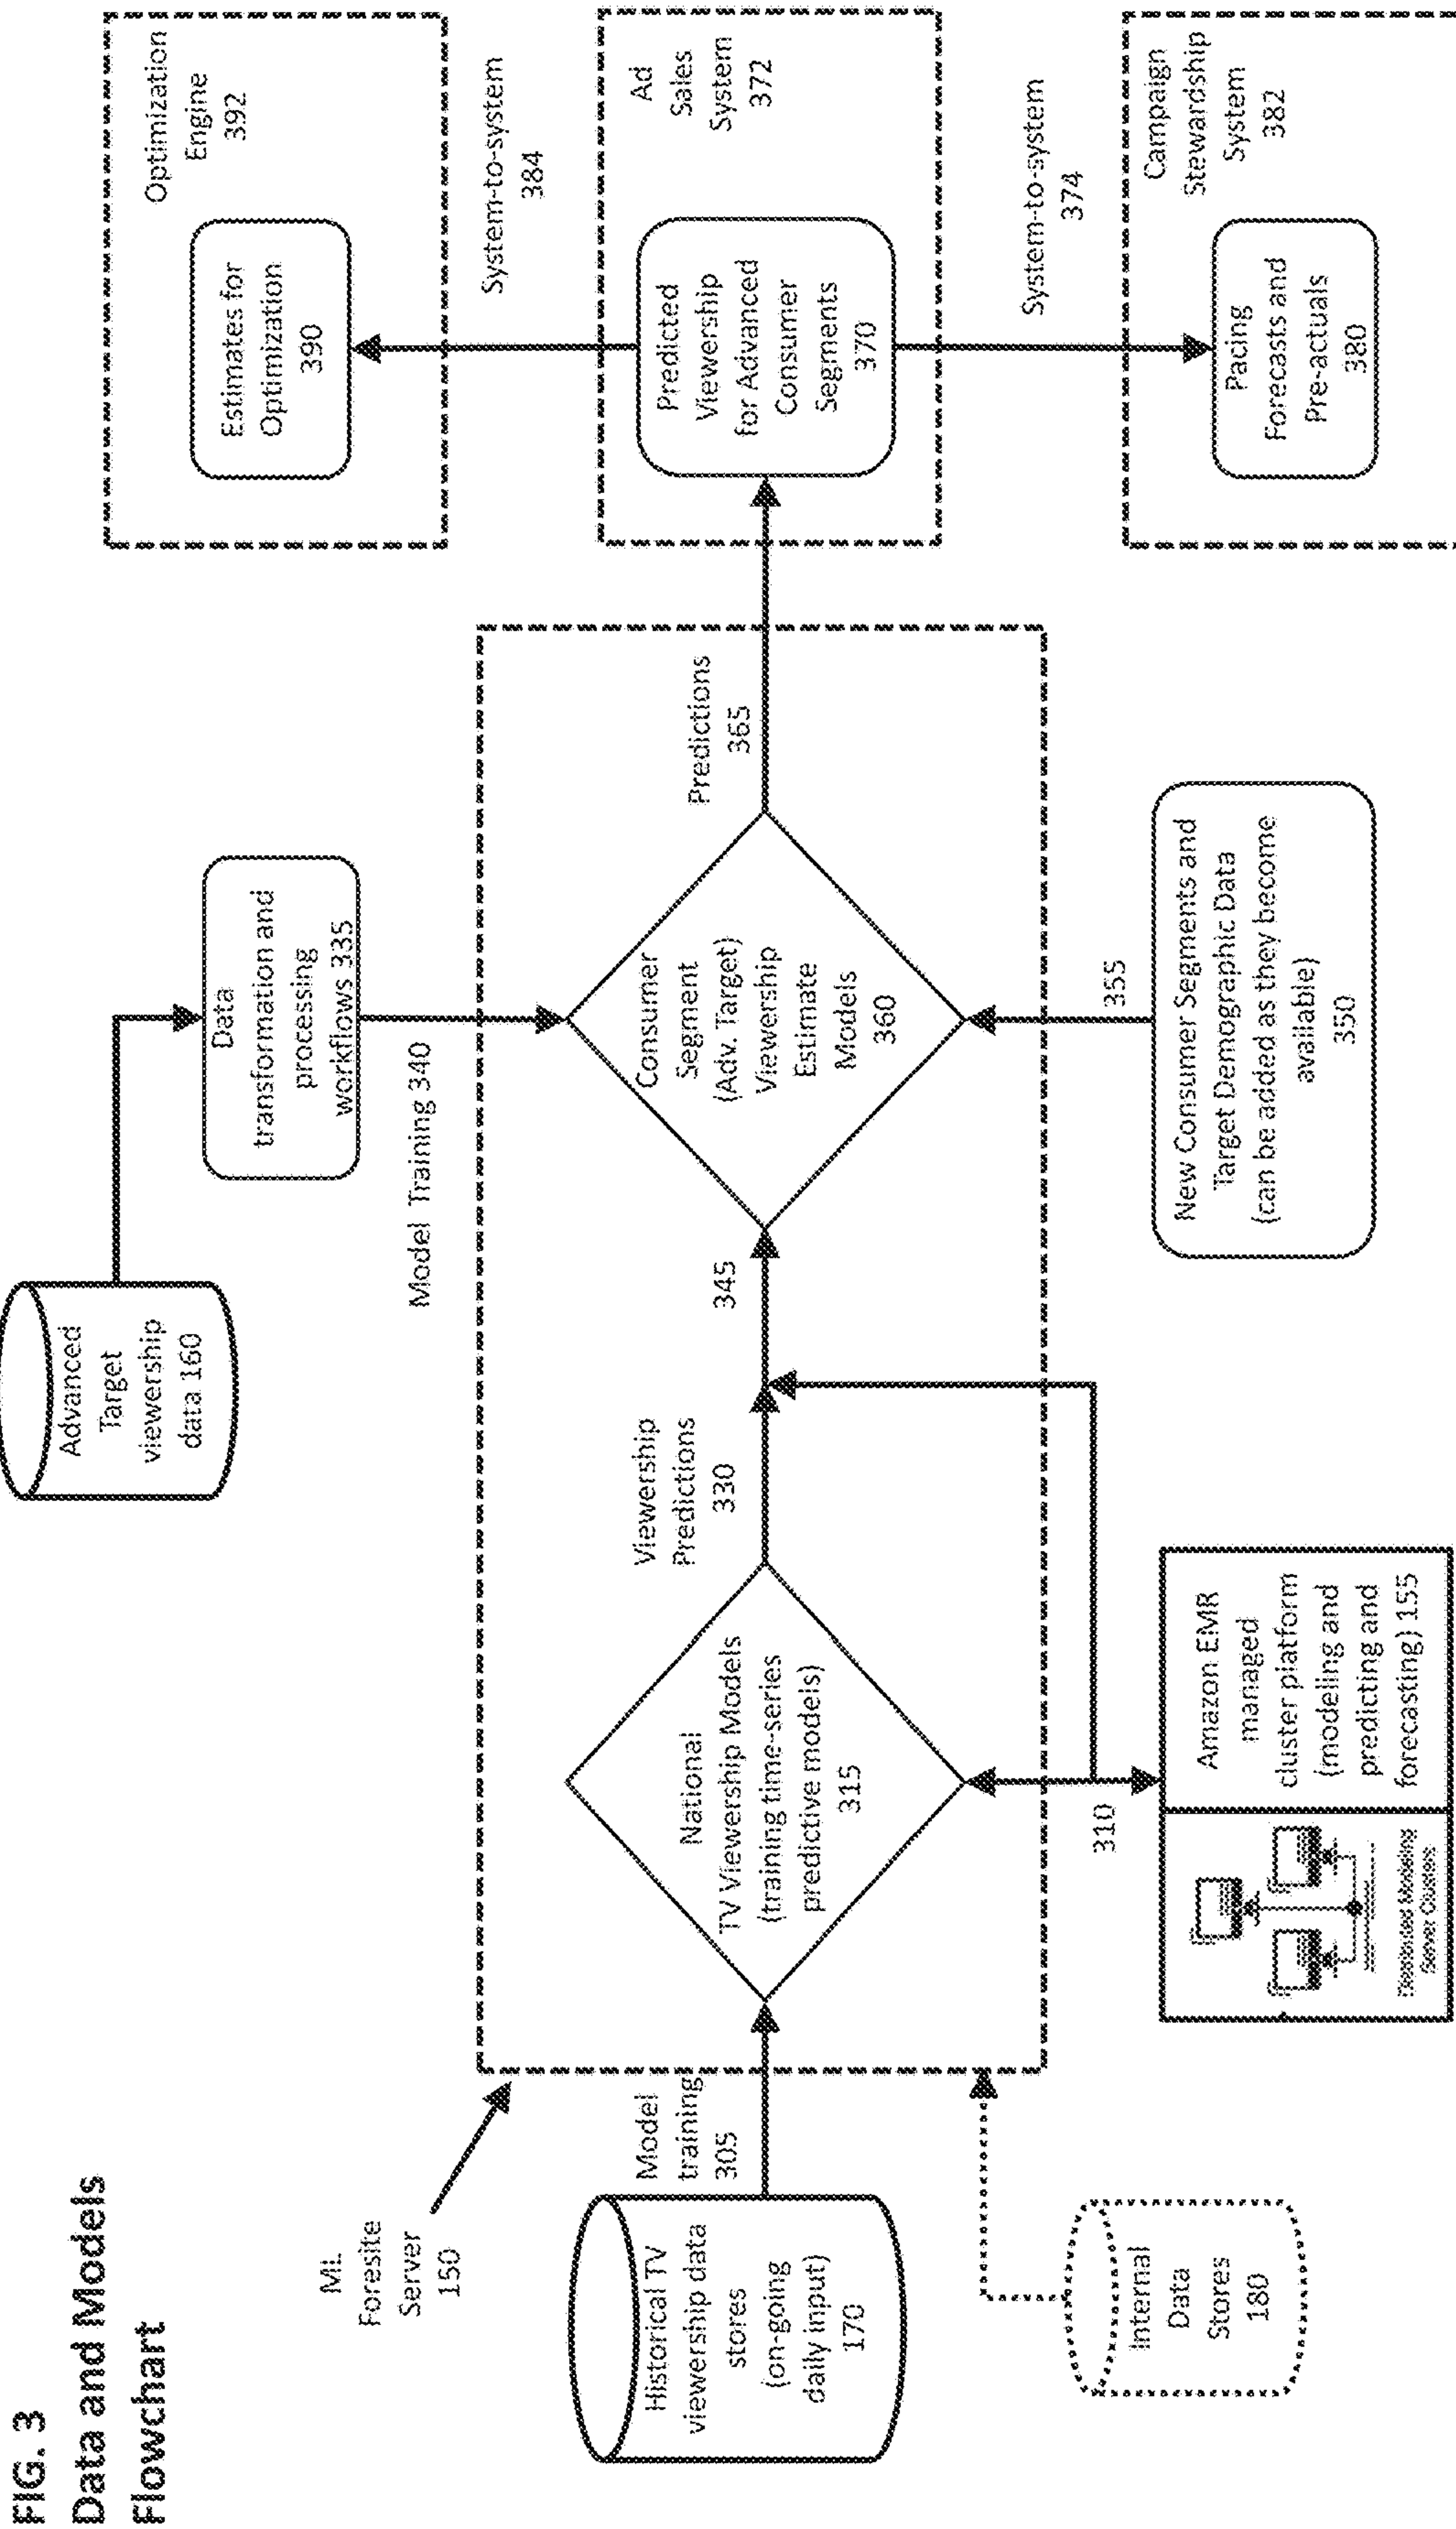 FIG. 3
Data and Models
Flowchart
ML
Foresite
Server
150
Historical TV
viewership data
stores
(on-going
daily input)
170
Model
training
305
Internal
Data
Stores
180
National
TV Viewership Models
(training time-series
predictive models)
315
310
Distributed Modeling
Server Clusters
Amazon EMR
managed
cluster platform
(modeling and
predicting and
forecasting) 155
Viewership
Predictions
330
345
Advanced
Target
viewership
data 160
Data
transformation and
processing
workflows 335
Model Training 340
Consumer
Segment
(Adv. Target)
Viewership
Estimate
Models
360
355
New Consumer Segments and
Target Demographic Data
(can be added as they become
available)
350
Predictions
365
Optimization
Engine
392
Estimates for
Optimization
390
System-to-system
384
Ad
Sales
System
372
Predicted
Viewership
for Advanced
Consumer
Segments
370
System-to-system
374
Campaign
Stewardship
System
382
Pacing
Forecasts and
Pre-actuals
380